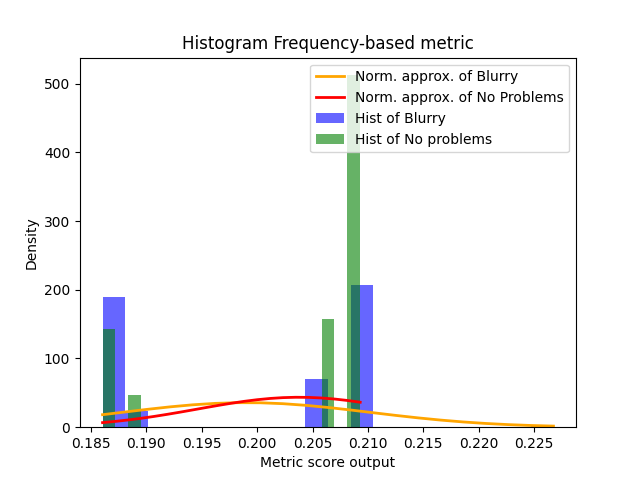 Histogram Frequency-based metric
Norm. approx. of Blurry
Norm. approx. of No Problems
Hist of Blurry
Hist of No problems
500
400
300
200
100
0
Density
0.185 0.190 0.195 0.200 0.205 0.210 0.215 0.220 0.225
Metric score output